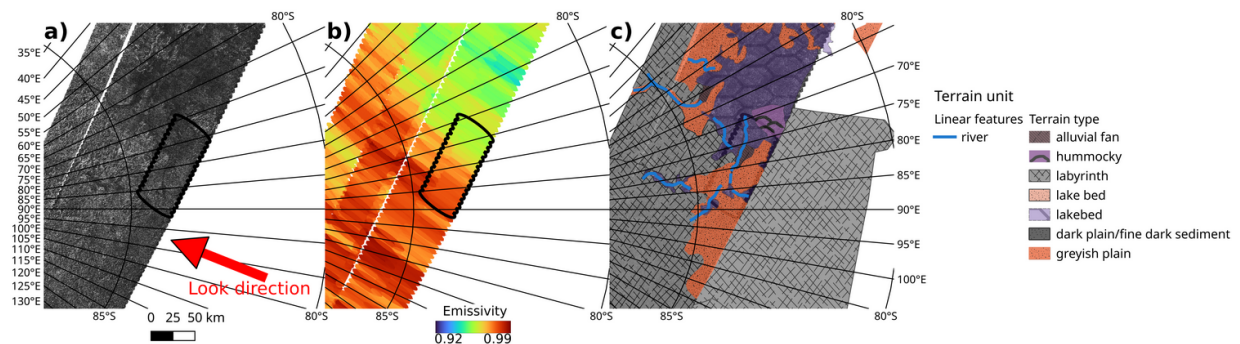 a)
80°S
35°E
40°E
45°E
50°E
55°E
60°E
65°E
70°E
75°E
80°E
85°E
90°E
95°E
100°E
105°E
110°E
115°E
125°E
130°E
85°S
80°S
Look direction
0 25 50 km
b)
80°S
85°S
80°S
Emissivity
0.92 0.99
c)
80°S
70°E
75°E
80°E
85°E
90°E
95°E
100°E
85°S
80°S
Terrain unit
Linear features
river
Terrain type
alluvial fan
hummocky
labyrinth
lake bed
lakebed
dark plain/fine dark sediment
greyish plain